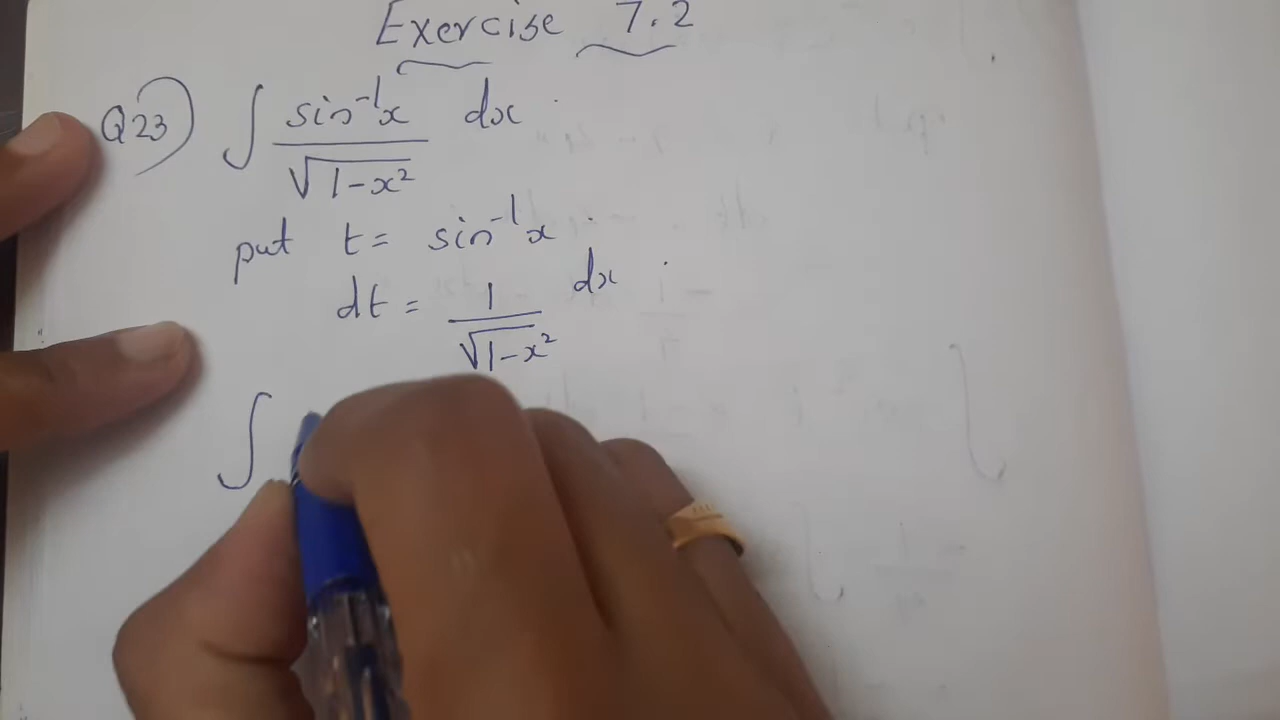 Exercise 7.2
Q23) ∫ sin⁻¹x / √(1-x²) dx
put t = sin⁻¹x
dt = 1 / √(1-x²) dx
∫